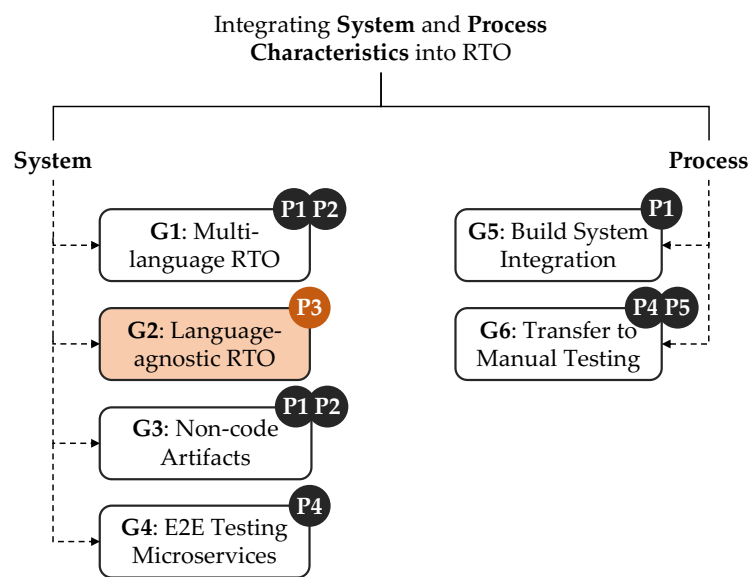 Integrating System and Process
Characteristics into RTO
System
Process
P1 P2
G1: Multi-
language RTO
P3
G2: Language-
agnostic RTO
P1 P2
G3: Non-code
Artifacts
P4
G4: E2E Testing
Microservices
P1
G5: Build System
Integration
P4 P5
G6: Transfer to
Manual Testing